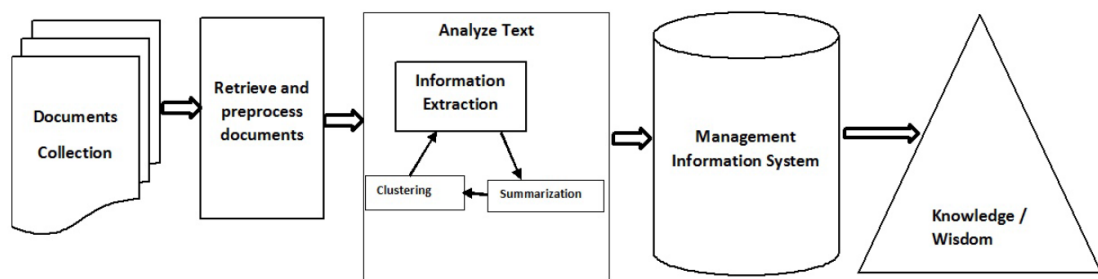 Documents
Collection
Retrieve and
preprocess
documents
Analyze Text
Information
Extraction
Clustering
Summarization
Management
Information System
Knowledge /
Wisdom